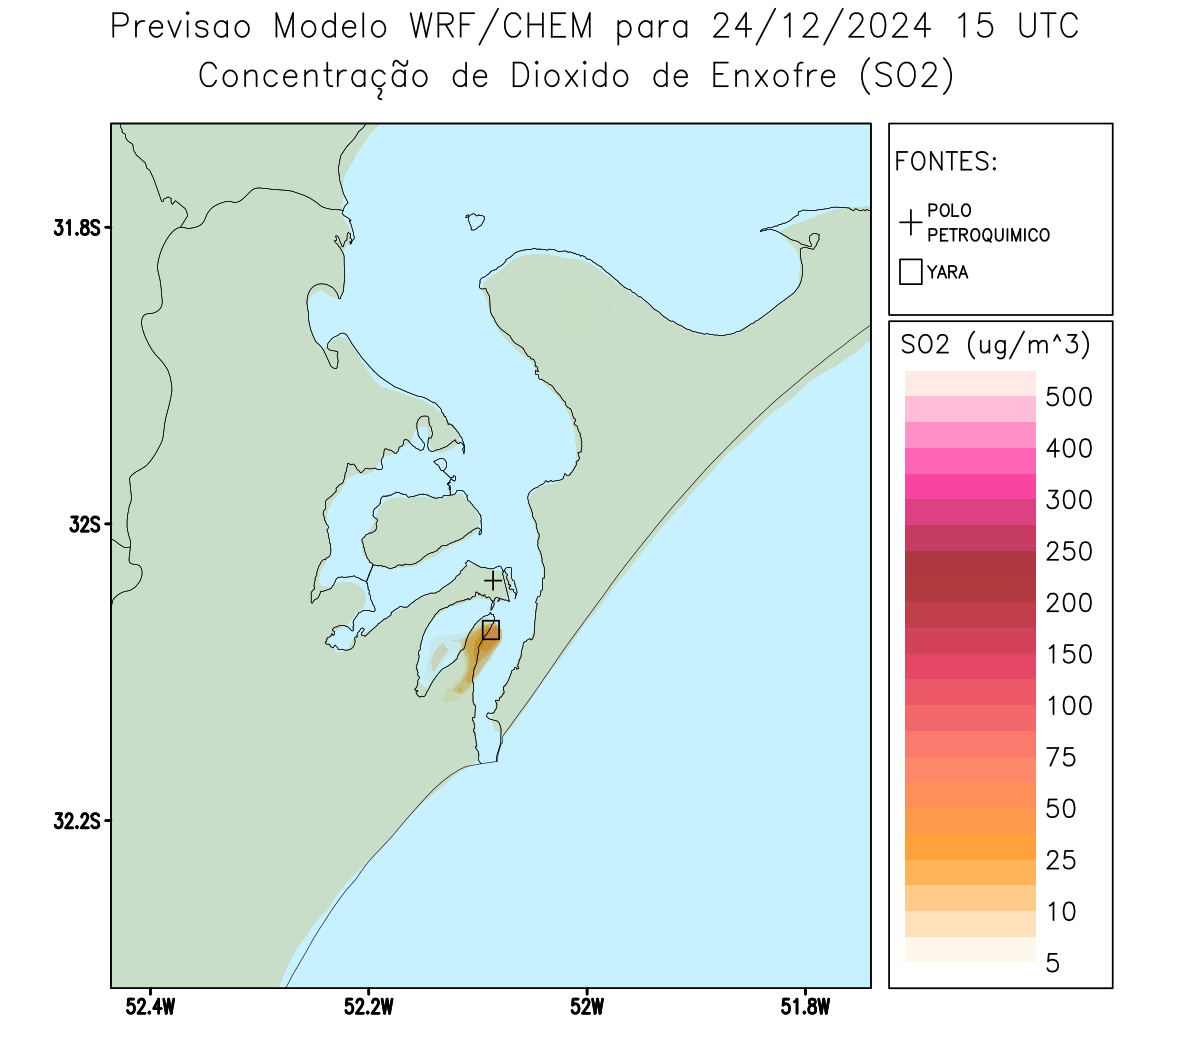 Previsao Modelo WRF/CHEM para 24/12/2024 15 UTC
Concentração de Dioxido de Enxofre (SO2)
FONTES:
POLO
PETROQUIMICO
YARA
31.8S
32S
32.2S
52.4W
52.2W
52W
51.8W
SO2 (ug/m^3)
500
400
300
250
200
150
100
75
50
25
10
5